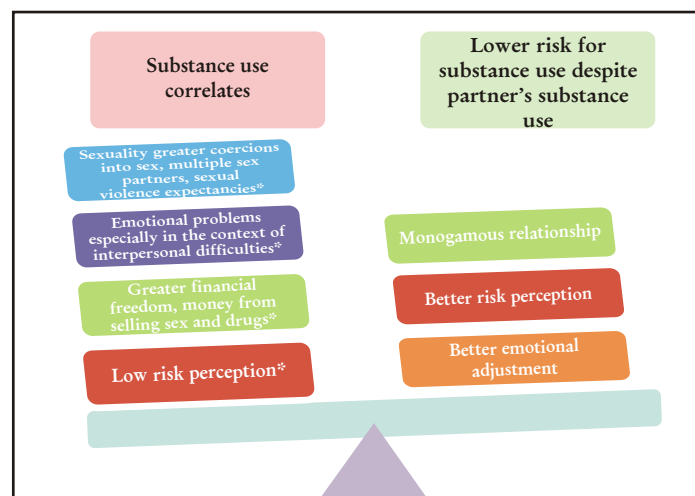 Substance use
correlates
Lower risk for
substance use despite
partner's substance
use
Sexuality greater coercions
into sex, multiple sex
partners, sexual
violence expectancies*
Emotional problems
especially in the context of
interpersonal difficulties*
Greater financial
freedom, money from
selling sex and drugs*
Low risk perception*
Monogamous relationship
Better risk perception
Better emotional
adjustment